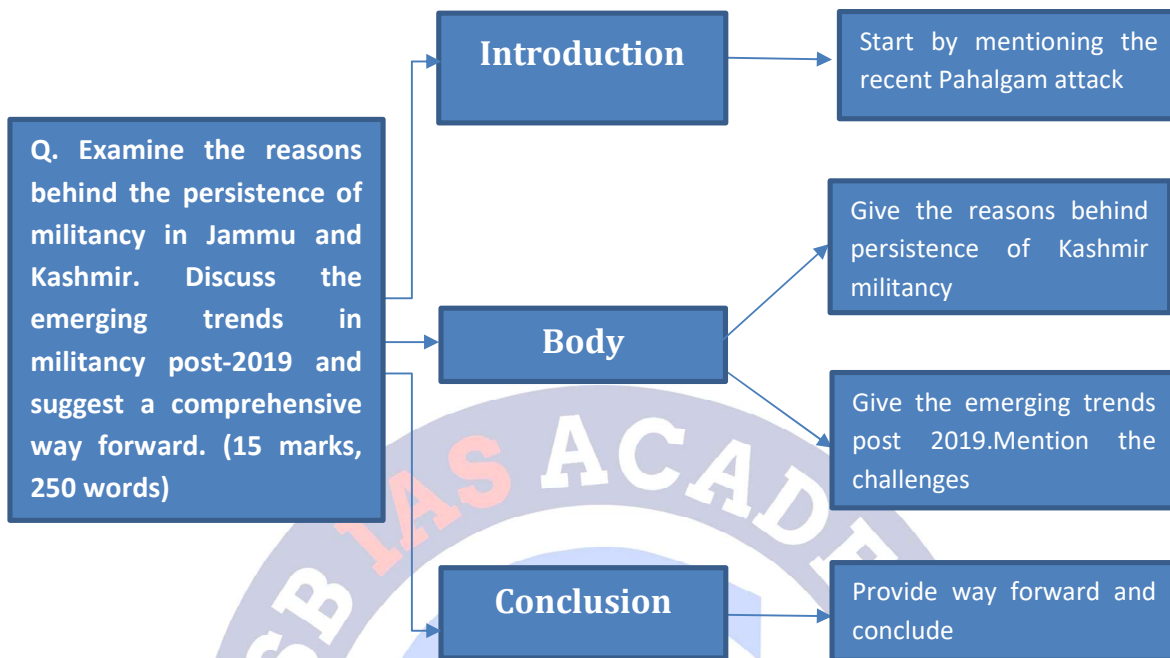 Introduction
Start by mentioning the
recent Pahalgam attack
Q. Examine the reasons
behind the persistence of
militancy in Jammu and
Kashmir. Discuss the
emerging trends in
militancy post-2019 and
suggest a comprehensive
way forward. (15 marks,
250 words)
Body
Give the reasons behind
persistence of Kashmir
militancy
Give the emerging trends
post 2019.Mention the
challenges
Conclusion
Provide way forward and
conclude
IAS